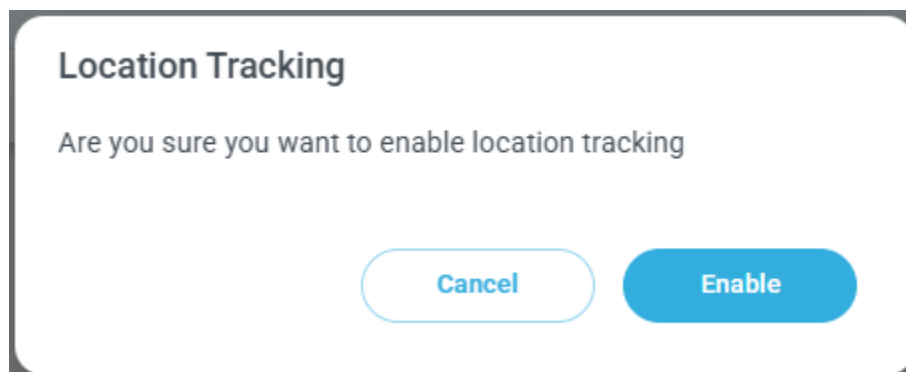 Location Tracking
Are you sure you want to enable location tracking
Cancel
Enable